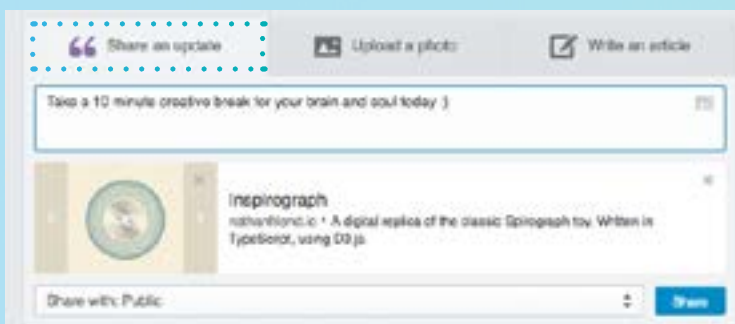 Share an update
Upload a photo
Write an article
Take a 10 minute creative break for your brain and soul today :)
Inspirograph
nathanfriend.io • A digital replica of the classic Spirograph toy. Written in
TypeScript, using D3.js.
Share with: Public
Share